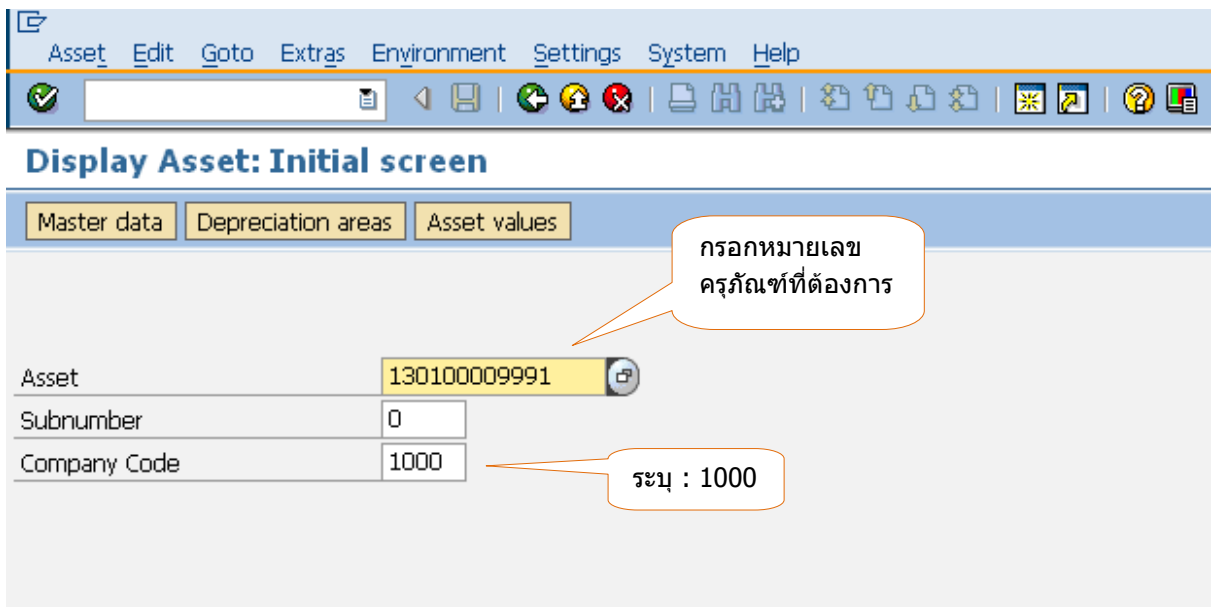 Asset Edit Goto Extras Environment Settings System Help
Display Asset: Initial screen
Master data Depreciation areas Asset values
กรอกหมายเลข
ครุภัณฑ์ที่ต้องการ
Asset 130100009991
Subnumber 0
Company Code 1000
ระบุ : 1000